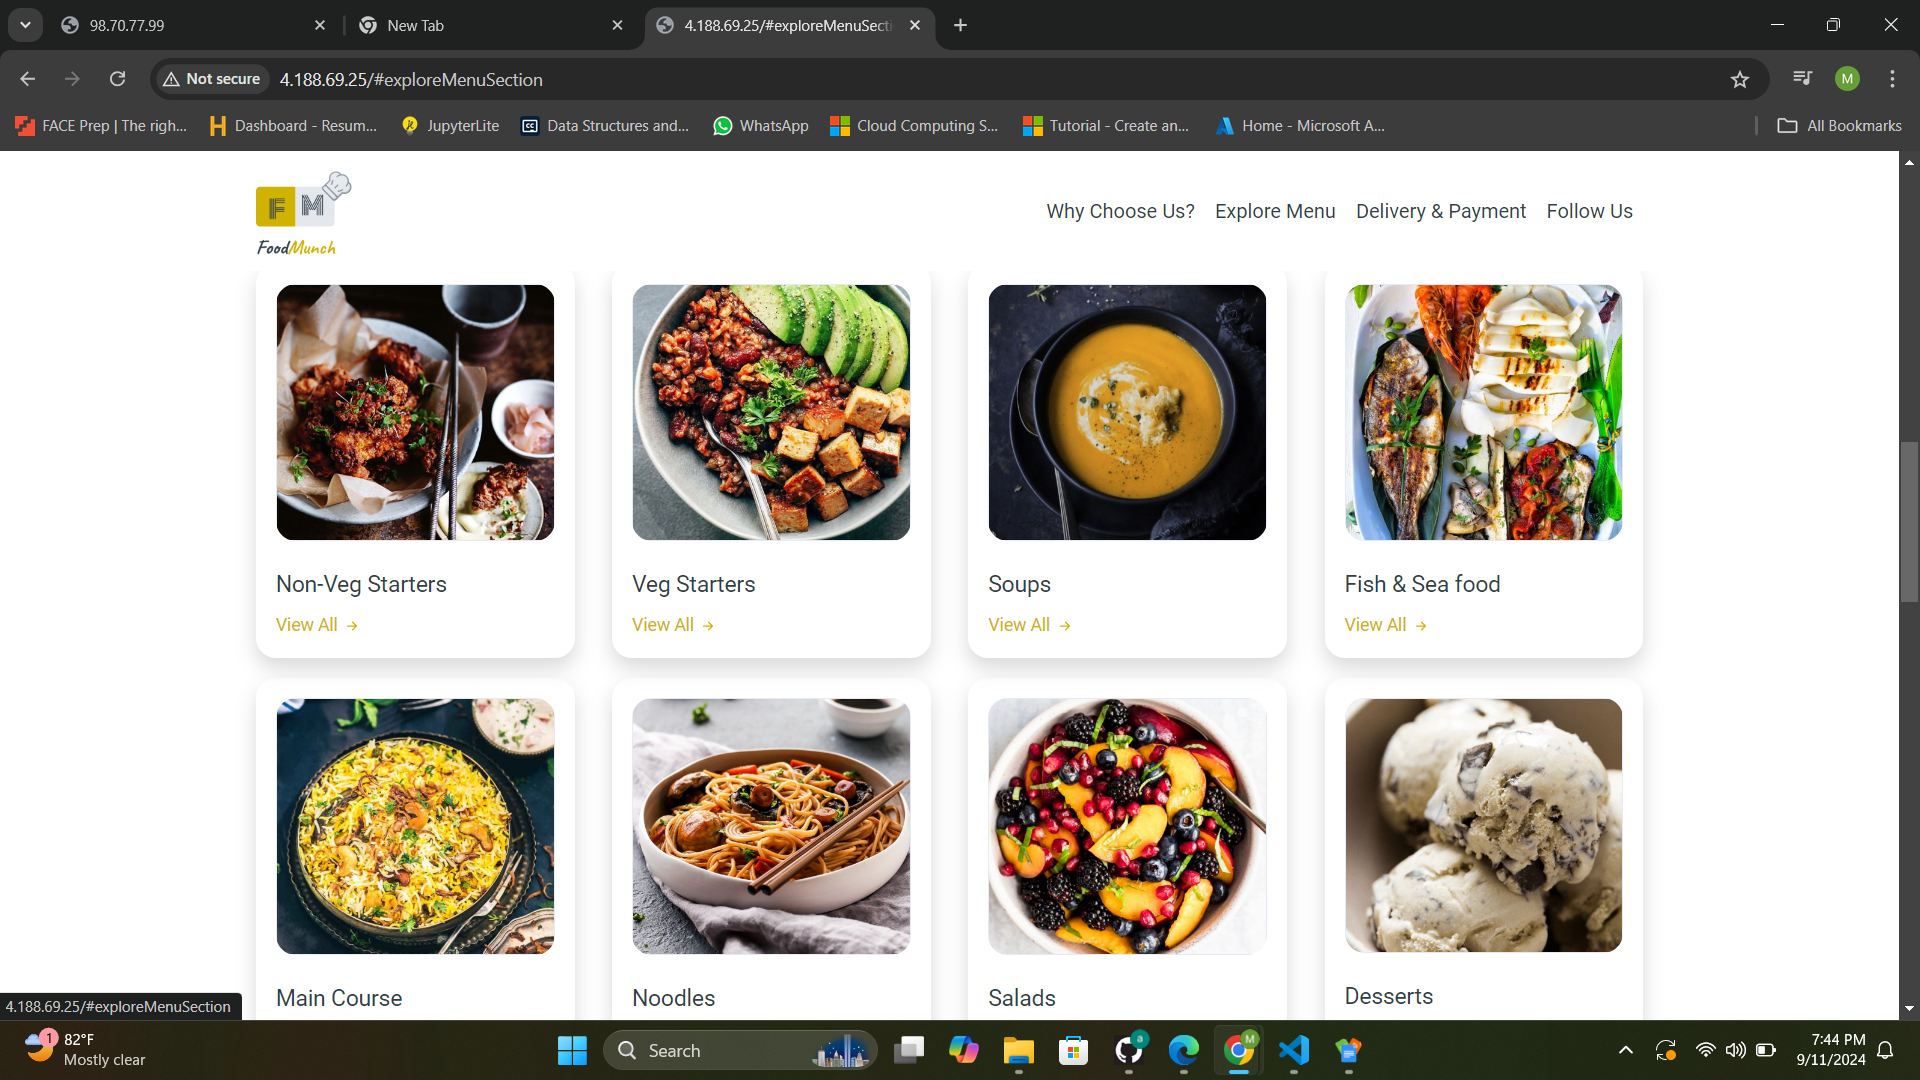 98.70.77.99
New Tab
4.188.69.25/#exploreMenuSecti
Not secure
4.188.69.25/#exploreMenuSection
M
FACE Prep | The righ...
Dashboard - Resum...
JupyterLite
Data Structures and...
WhatsApp
Cloud Computing S...
Tutorial - Create an...
Home - Microsoft A...
All Bookmarks
F M
FoodMunch
Why Choose Us?
Explore Menu
Delivery & Payment
Follow Us
Non-Veg Starters
View All →
Veg Starters
View All →
Soups
View All →
Fish & Sea food
View All →
Main Course
Noodles
Salads
Desserts
4.188.69.25/#exploreMenuSection
1
82°F
Mostly clear
Search
a
M
7:44 PM
9/11/2024